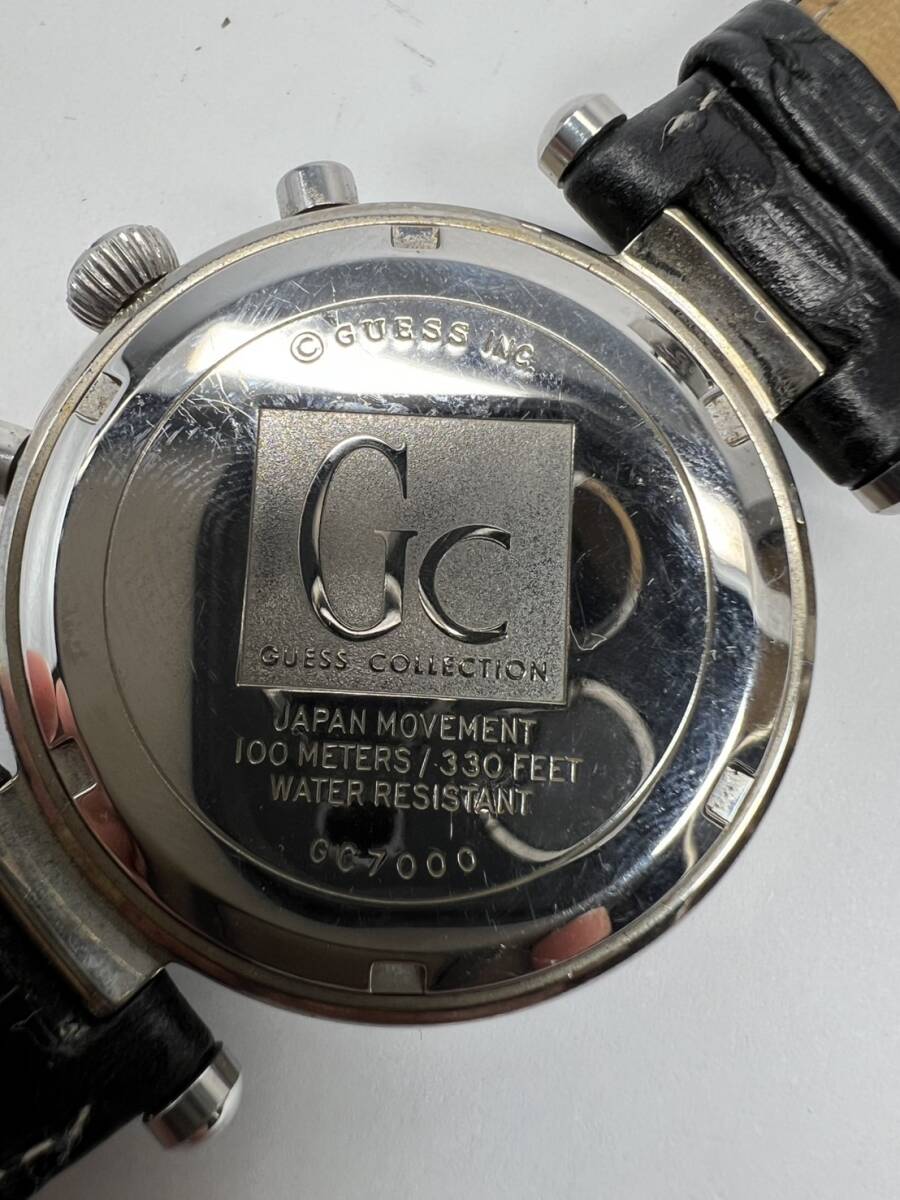 © GUESS INC.
Gc
GUESS COLLECTION
JAPAN MOVEMENT
100 METERS / 330 FEET
WATER RESISTANT
GC7000